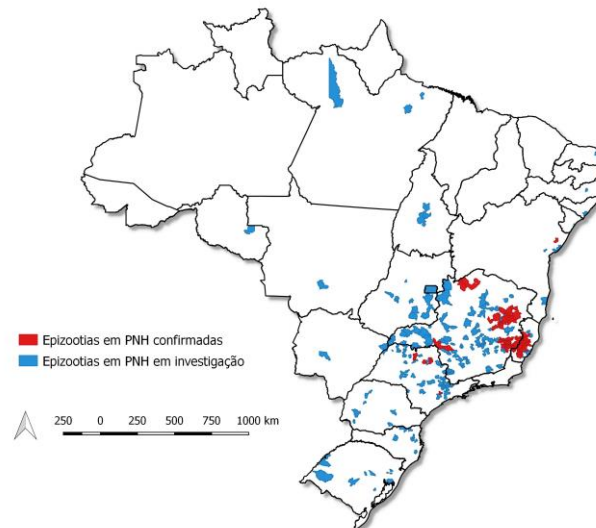 Epizootias em PNH confirmadas
Epizootias em PNH em investigação
250 0 250 500 750 1000 km